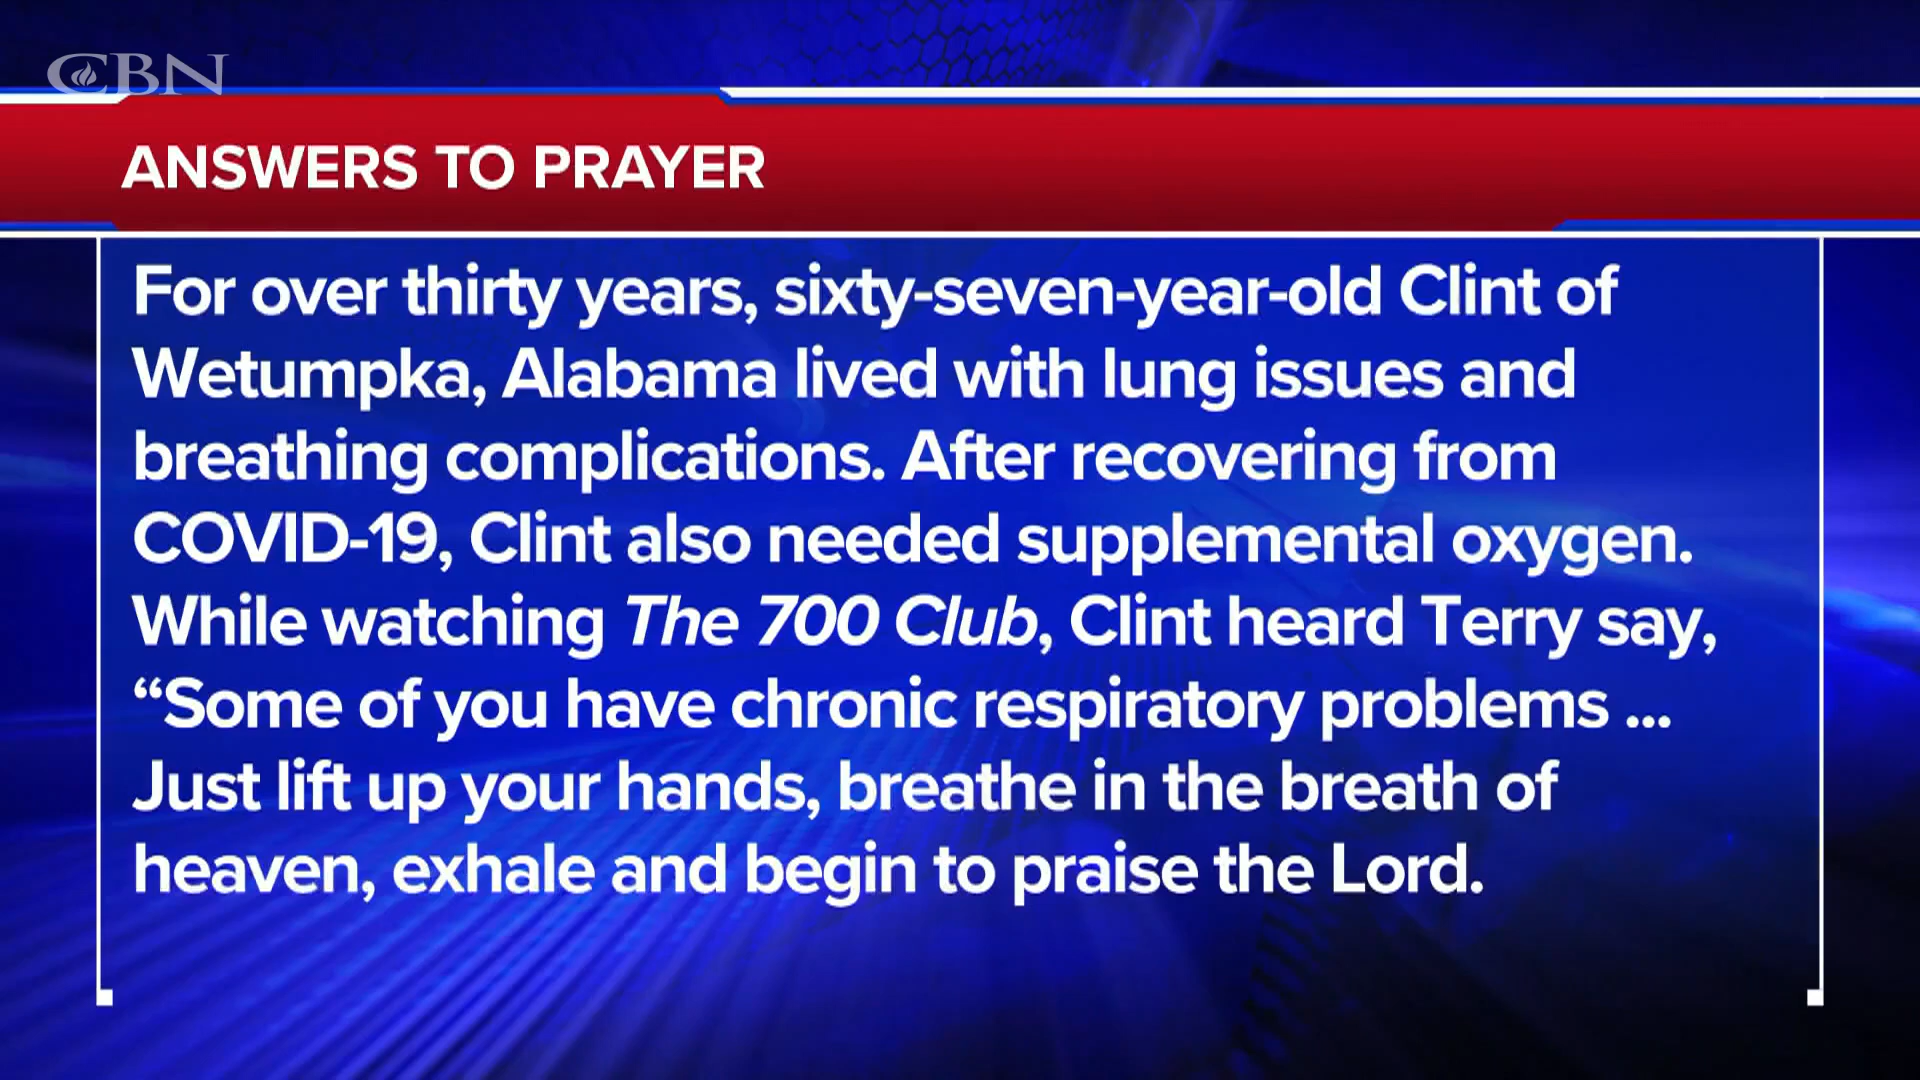 CBN
ANSWERS TO PRAYER
For over thirty years, sixty-seven-year-old Clint of
Wetumpka, Alabama lived with lung issues and
breathing complications. After recovering from
COVID-19, Clint also needed supplemental oxygen.
While watching The 700 Club, Clint heard Terry say,
“Some of you have chronic respiratory problems ...
Just lift up your hands, breathe in the breath of
heaven, exhale and begin to praise the Lord.